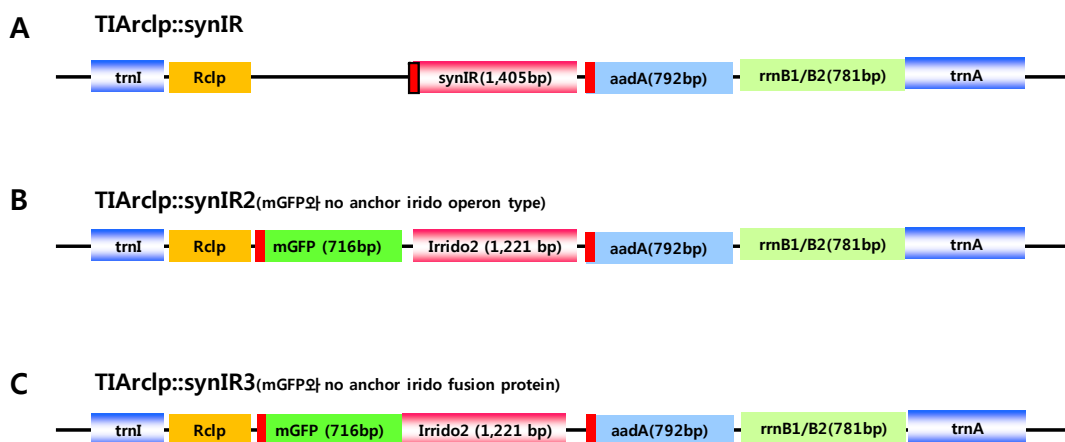 A TIArclp::synIR
trnI Rclp synIR(1,405bp) aadA(792bp) rrnB1/B2(781bp) trnA
B TIArclp::synIR2(mGFP와 no anchor irido operon type)
trnI Rclp mGFP (716bp) Irrido2 (1,221 bp) aadA(792bp) rrnB1/B2(781bp) trnA
C TIArclp::synIR3(mGFP와 no anchor irido fusion protein)
trnI Rclp mGFP (716bp) Irrido2 (1,221 bp) aadA(792bp) rrnB1/B2(781bp) trnA